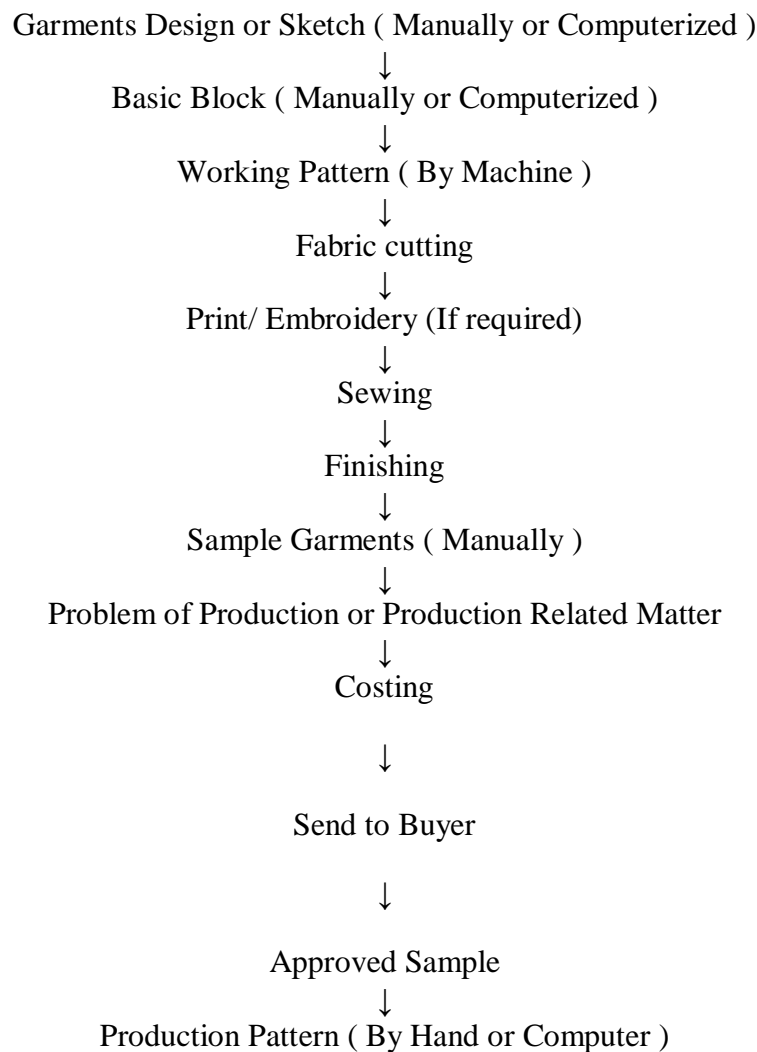 Garments Design or Sketch ( Manually or Computerized )
↓
Basic Block ( Manually or Computerized )
↓
Working Pattern ( By Machine )
↓
Fabric cutting
↓
Print/ Embroidery (If required)
↓
Sewing
↓
Finishing
↓
Sample Garments ( Manually )
↓
Problem of Production or Production Related Matter
↓
Costing
↓
Send to Buyer
↓
Approved Sample
↓
Production Pattern ( By Hand or Computer )